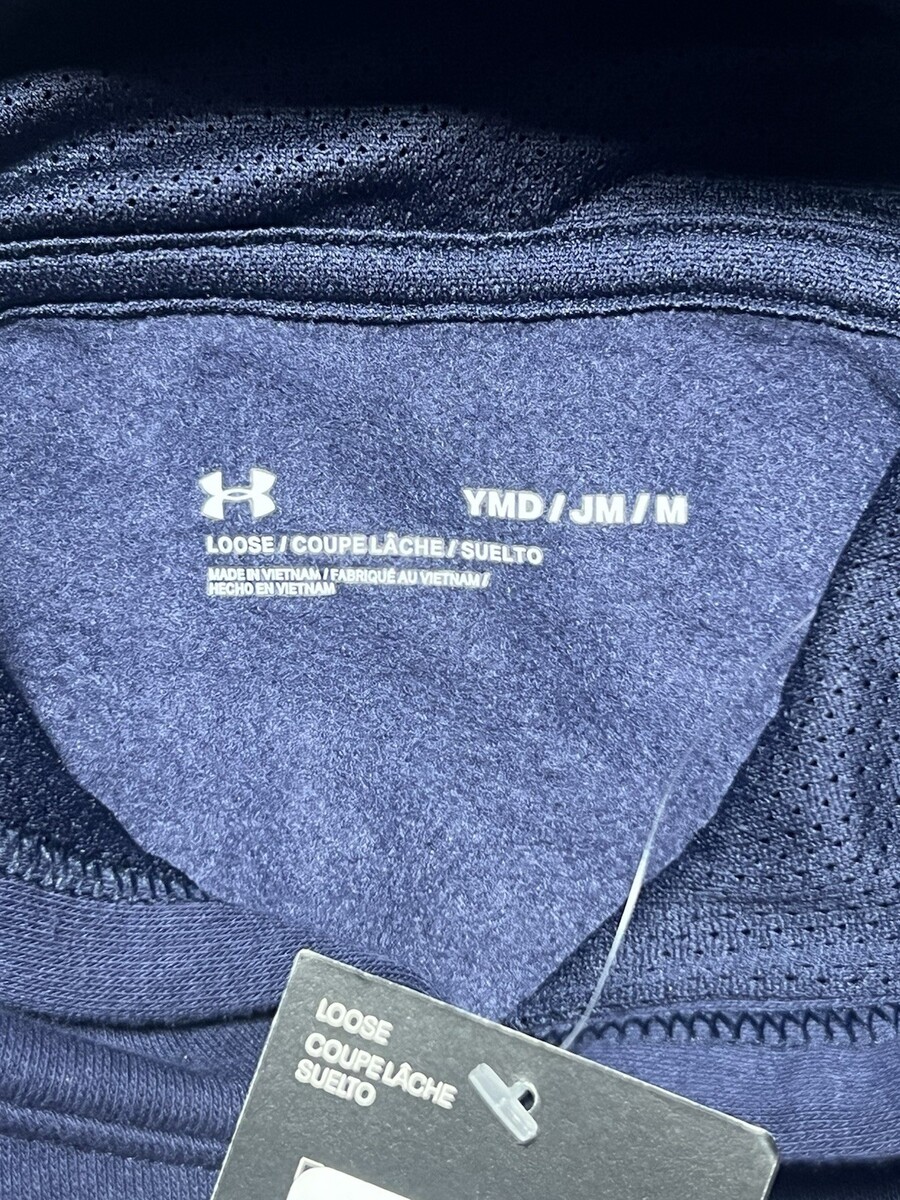 YMD / JM / M
LOOSE / COUPE LÂCHE / SUELTO
MADE IN VIETNAM / FABRIQUÉ AU VIETNAM /
HECHO EN VIETNAM
LOOSE
COUPE LÂCHE
SUELTO